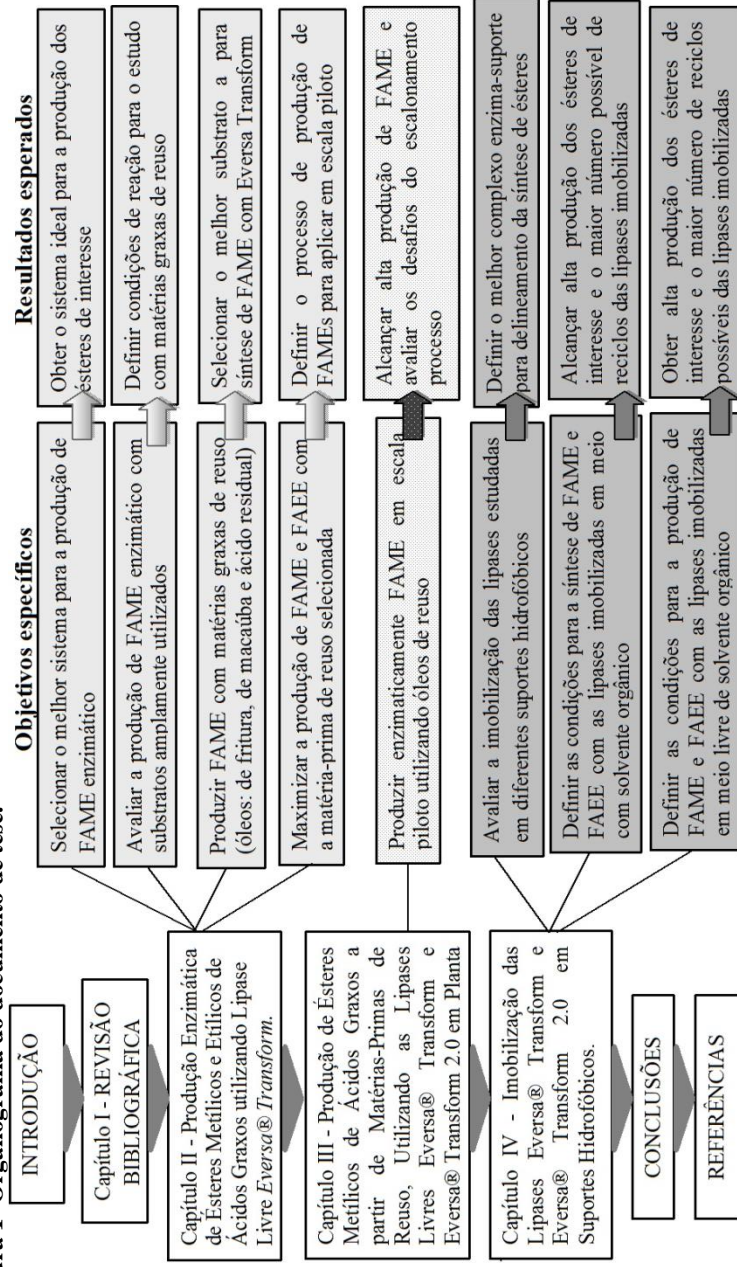 ra 1 - Organograma do documento de tese.
Objetivos específicos
Resultados esperados
INTRODUÇÃO
Capítulo I - REVISÃO
BIBLIOGRÁFICA
Capítulo II - Produção Enzimática
de Ésteres Metílicos e Etílicos de
Ácidos Graxos utilizando Lipase
Livre Eversa® Transform.
Selecionar o melhor sistema para a produção de
FAME enzimático
Obter o sistema ideal para a produção dos
ésteres de interesse
Avaliar a produção de FAME enzimático com
substratos amplamente utilizados
Definir condições de reação para o estudo
com matérias graxas de reuso
Produzir FAME com matérias graxas de reuso
(óleos: de fritura, de macaúba e ácido residual)
Selecionar o melhor substrato a para
síntese de FAME com Eversa Transform
Maximizar a produção de FAME e FAEE com
a matéria-prima de reuso selecionada
Definir o processo de produção de
FAMEs para aplicar em escala piloto
Capítulo III - Produção de Ésteres
Metílicos de Ácidos Graxos a
partir de Matérias-Primas de
Reuso, Utilizando as Lipases
Livres Eversa® Transform e
Eversa® Transform 2.0 em Planta
Produzir enzimaticamente FAME em escala
piloto utilizando óleos de reuso
Alcançar alta produção de FAME e
avaliar os desafios do escalonamento
processo
Capítulo IV - Imobilização das
Lipases Eversa® Transform e
Eversa® Transform 2.0 em
Suportes Hidrofóbicos.
Avaliar a imobilização das lipases estudadas
em diferentes suportes hidrofóbicos
Definir o melhor complexo enzima-suporte
para delineamento da síntese de ésteres
Definir as condições para a síntese de FAME e
FAEE com as lipases imobilizadas em meio
com solvente orgânico
Alcançar alta produção dos ésteres de
interesse e o maior número possível de
reciclos das lipases imobilizadas
Definir as condições para a produção de
FAME e FAEE com as lipases imobilizadas
em meio livre de solvente orgânico
Obter alta produção dos ésteres de
interesse e o maior número de reciclos
possíveis das lipases imobilizadas
CONCLUSÕES
REFERÊNCIAS